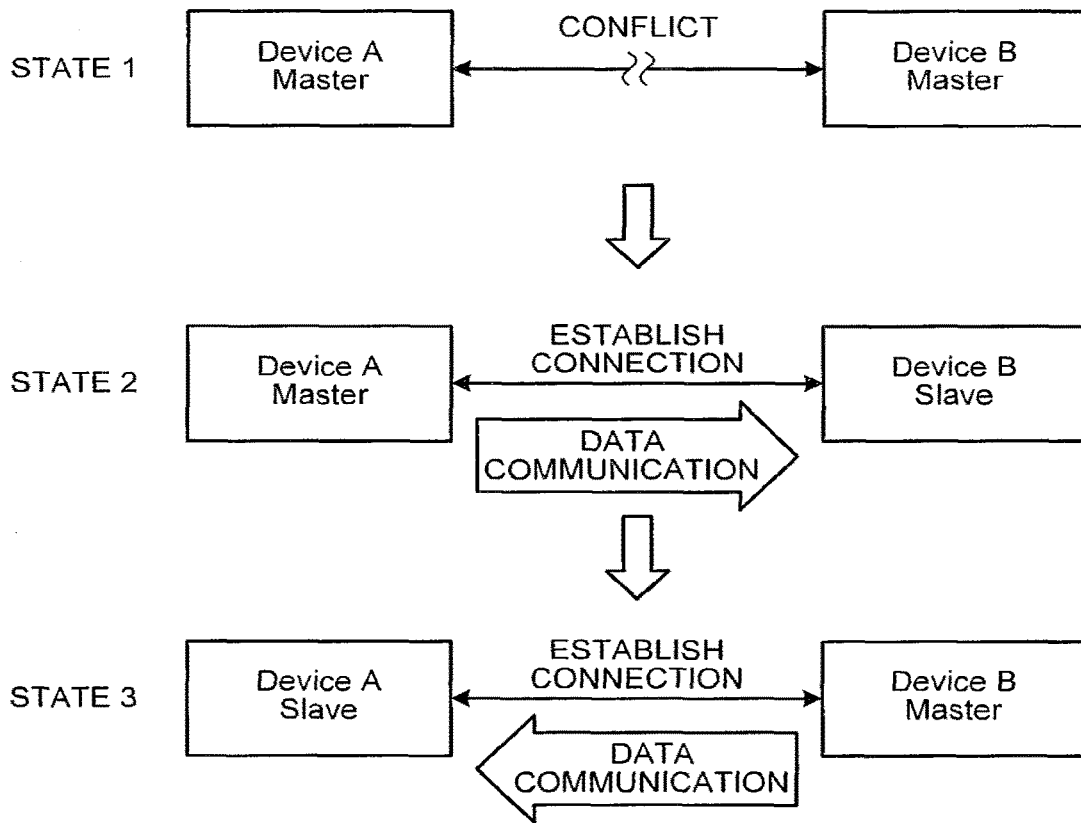 STATE 1
Device A
Master
CONFLICT
Device B
Master
STATE 2
Device A
Master
ESTABLISH
CONNECTION
Device B
Slave
DATA
COMMUNICATION
STATE 3
Device A
Slave
ESTABLISH
CONNECTION
Device B
Master
DATA
COMMUNICATION